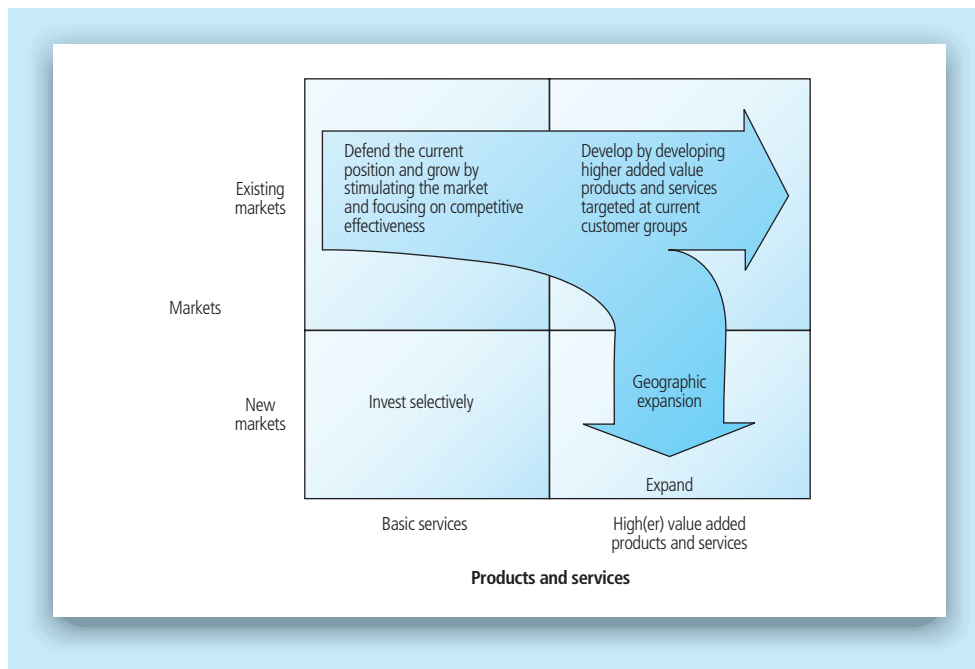 Defend the current
position and grow by
stimulating the market
and focusing on competitive
effectiveness
Develop by developing
higher added value
products and services
targeted at current
customer groups
Existing
markets
Markets
New
markets
Invest selectively
Geographic
expansion
Expand
Basic services
High(er) value added
products and services
Products and services